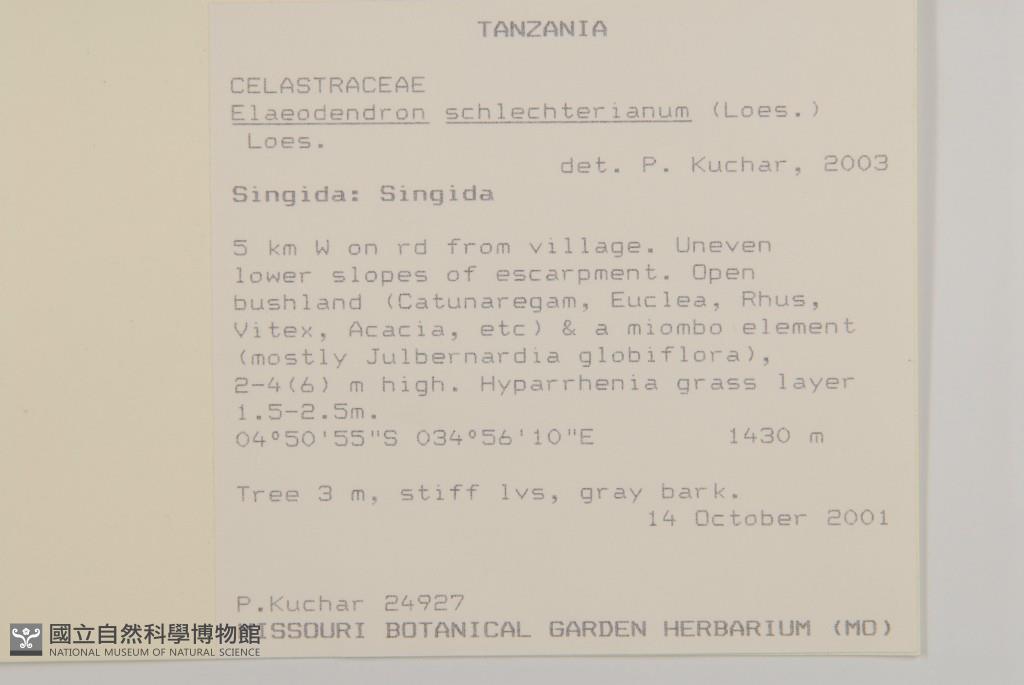 TANZANIA
CELASTRACEAE
Elaeodendron schlechterianum (Loes.)
Loes.
det. P. Kuchar, 2003
Singida: Singida
5 km W on rd from village. Uneven
lower slopes of escarpment. Open
bushland (Catunaregam, Euclea, Rhus,
Vitex, Acacia, etc) & a miombo element
(mostly Julbernardia globiflora),
2-4(6) m high. Hyparrhenia grass layer
1.5-2.5m.
04°50'55"S 034°56'10"E 1430 m
Tree 3 m, stiff lvs, gray bark.
14 October 2001
P.Kuchar 24927
MISSOURI BOTANICAL GARDEN HERBARIUM (MO)
國立自然科學博物館
NATIONAL MUSEUM OF NATURAL SCIENCE